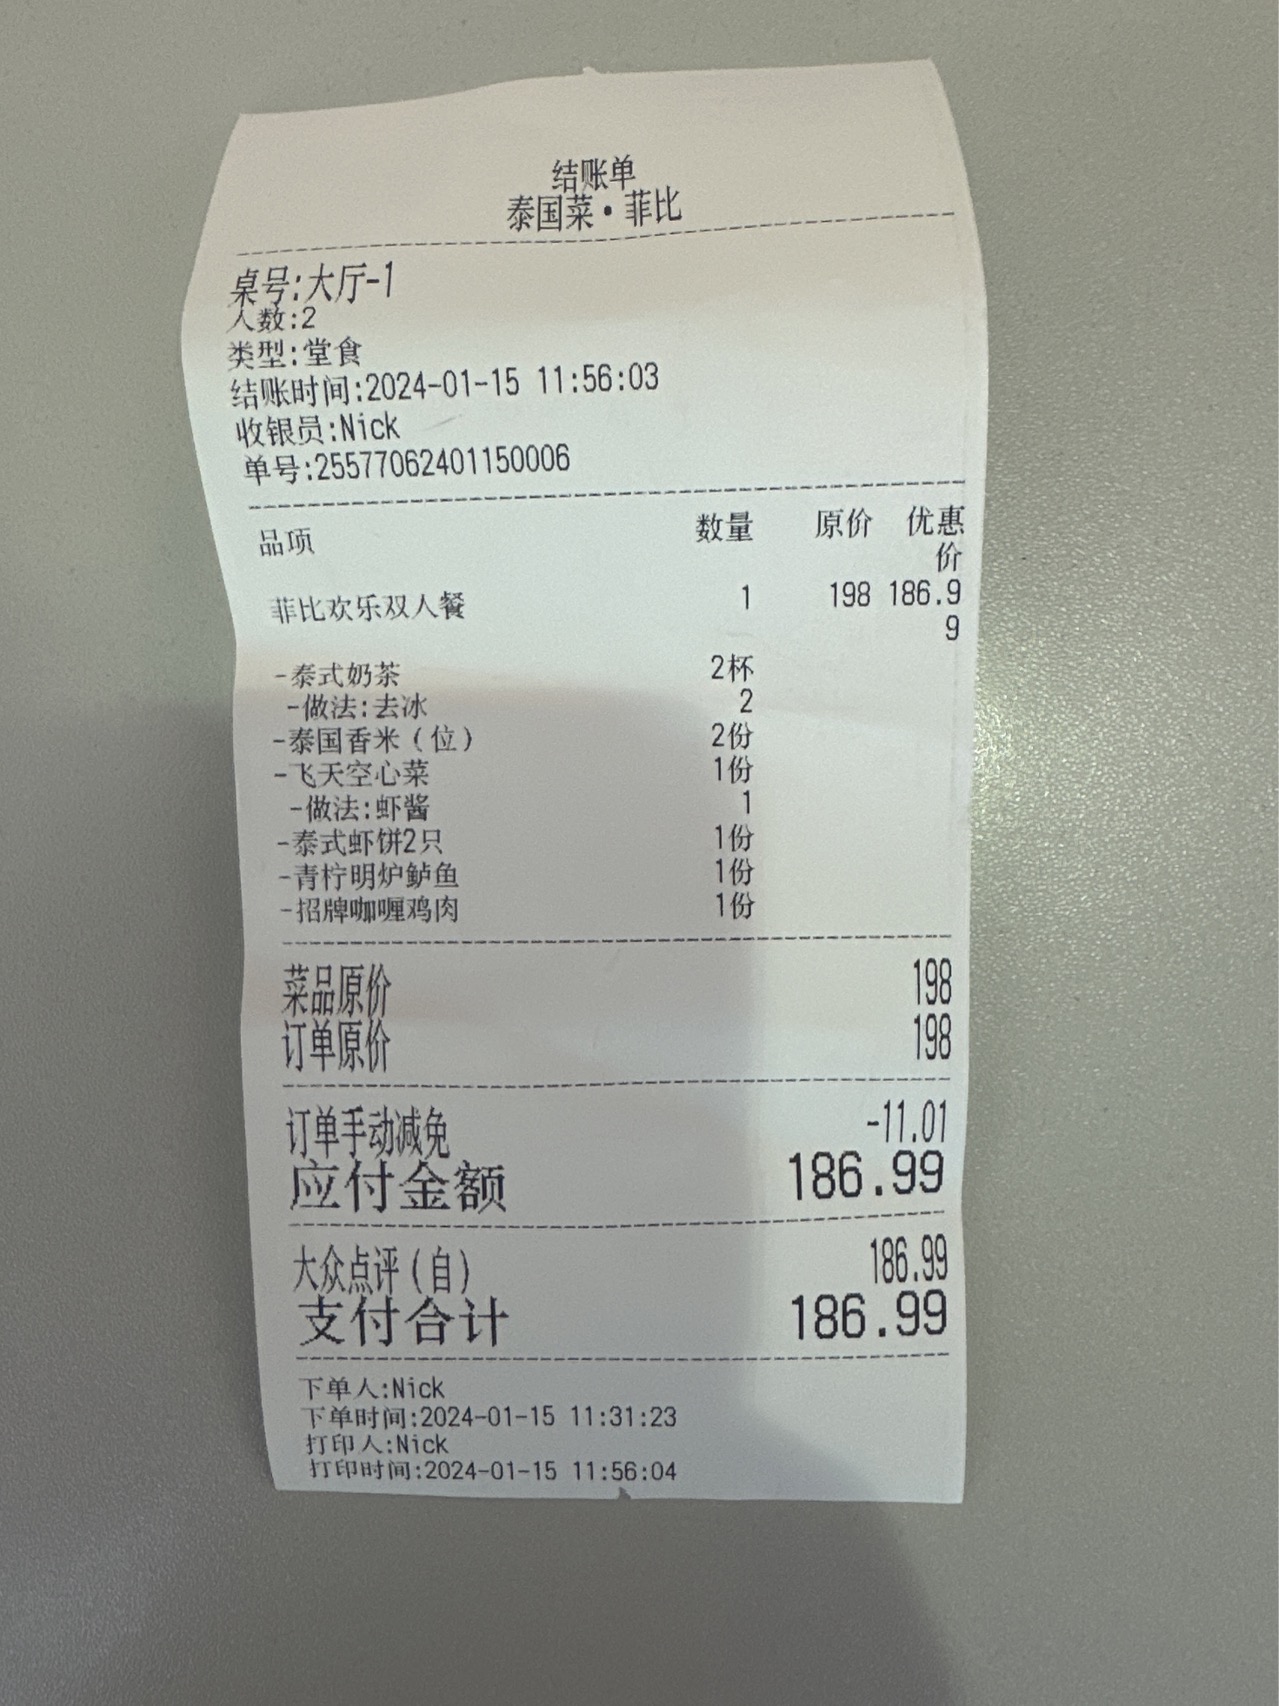 结账单
泰国菜•菲比
桌号:大厅-1
人数:2
类型:堂食
结账时间:2024-01-15 11:56:03
收银员:Nick
单号:25577062401150006
品项 数量 原价 优惠
价
菲比欢乐双人餐 1 198 186.9
9
-泰式奶茶 2杯
-做法:去冰 2
-泰国香米(位) 2份
-飞天空心菜 1份
-做法:虾酱 1
-泰式虾饼2只 1份
-青柠明炉鲈鱼 1份
-招牌咖喱鸡肉 1份
菜品原价 198
订单原价 198
订单手动减免 -11.01
应付金额 186.99
大众点评(自) 186.99
支付合计 186.99
下单人:Nick
下单时间:2024-01-15 11:31:23
打印人:Nick
打印时间:2024-01-15 11:56:04